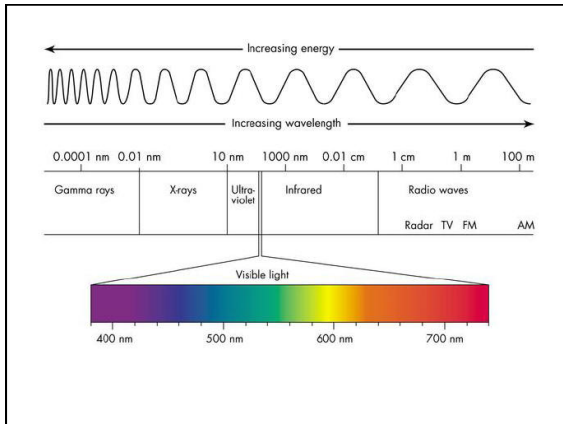 Increasing energy
Increasing wavelength
0.0001 nm 0.01 nm 10 nm 1000 nm 0.01 cm 1 cm 1 m 100 m
Gamma rays X-rays Ultra-
violet Infrared Radio waves
Radar TV FM AM
Visible light
400 nm 500 nm 600 nm 700 nm